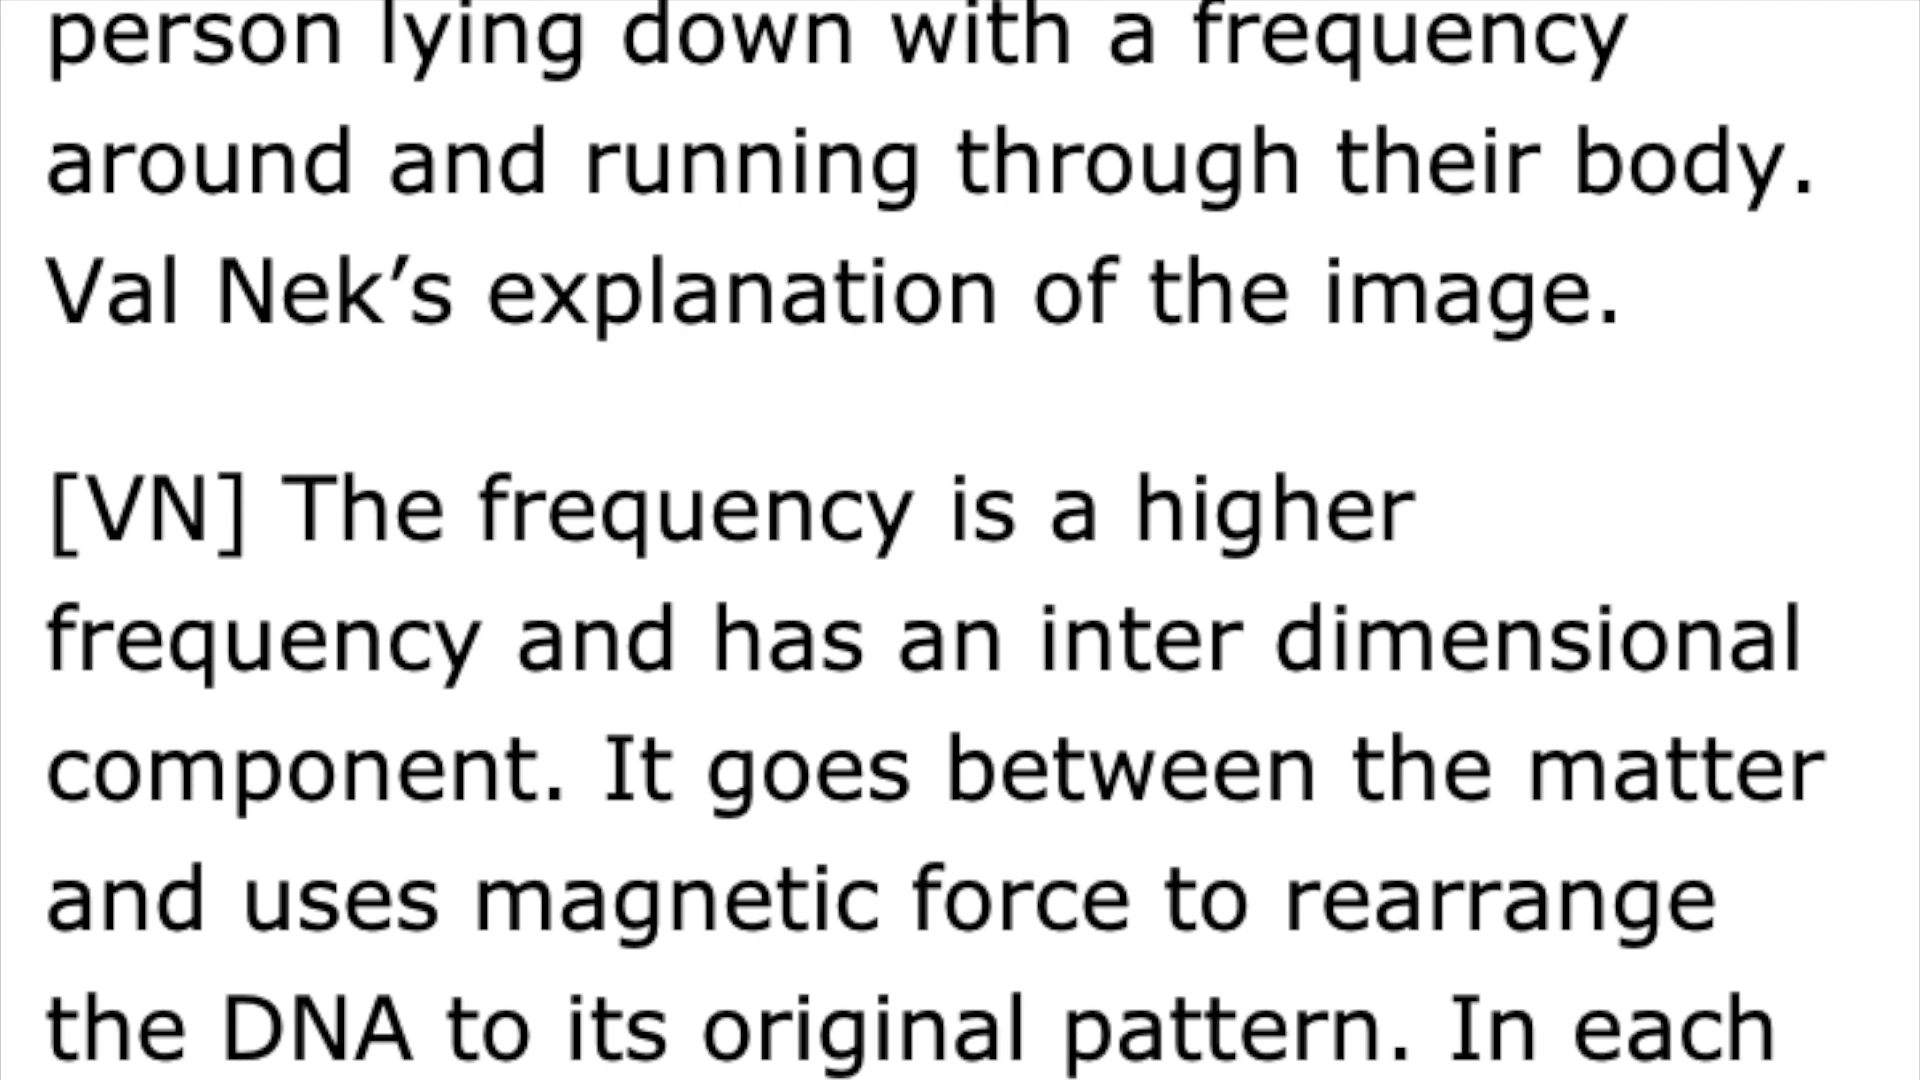 person lying down with a frequency
around and running through their body.
Val Nek’s explanation of the image.
[VN] The frequency is a higher
frequency and has an inter dimensional
component. It goes between the matter
and uses magnetic force to rearrange
the DNA to its original pattern. In each